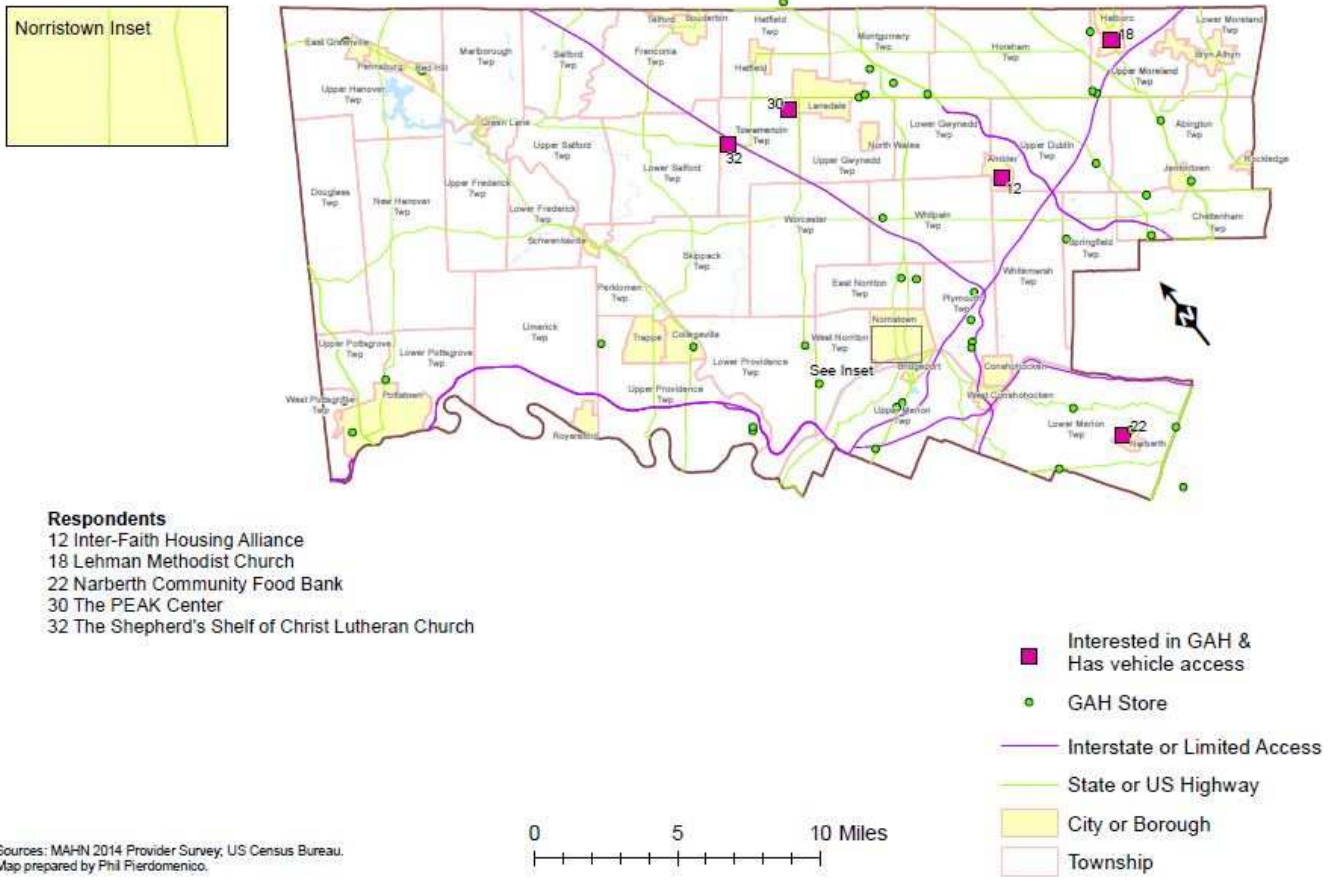 Norristown Inset
Telford
Souderton
Hatfield
Twp
Hatboro
18
Lower Moreland
Twp
East Greenville
Pennsburg
Red Hill
Marlborough
Twp
Salford
Twp
Franconia
Twp
Montgomery
Twp
Horsham
Twp
Bryn Athyn
Upper Hanover
Twp
Hatfield
Upper Moreland
Twp
30
Lansdale
Green Lane
Towamencin
Twp
Lower Gwynedd
Twp
Abington
Twp
Upper Salford
Twp
32
Upper Gwynedd
Twp
North Wales
Upper Dublin
Twp
Rockledge
Lower Salford
Twp
Ambler
12
Jenkintown
Douglass
Twp
New Hanover
Twp
Upper Frederick
Twp
Lower Frederick
Twp
Worcester
Twp
Whitpain
Twp
Cheltenham
Twp
Schwenksville
Springfield
Twp
Skippack
Twp
Whitemarsh
Twp
Perkiomen
Twp
East Norriton
Twp
Plymouth
Twp
N
Limerick
Twp
Trappe
Collegeville
Norristown
Upper Pottsgrove
Twp
Lower Pottsgrove
Twp
West Norriton
Twp
Lower Providence
Twp
See Inset
Bridgeport
Conshohocken
West Pottsgrove
Twp
Pottstown
Upper Providence
Twp
West Conshohocken
Upper Merion
Twp
Royersford
Lower Merion
Twp
22
Narberth
Respondents
12 Inter-Faith Housing Alliance
18 Lehman Methodist Church
22 Narberth Community Food Bank
30 The PEAK Center
32 The Shepherd's Shelf of Christ Lutheran Church
Interested in GAH &
Has vehicle access
GAH Store
Interstate or Limited Access
State or US Highway
City or Borough
Township
0 5 10 Miles
Sources: MAHN 2014 Provider Survey; US Census Bureau.
Map prepared by Phil Pierdomenico.